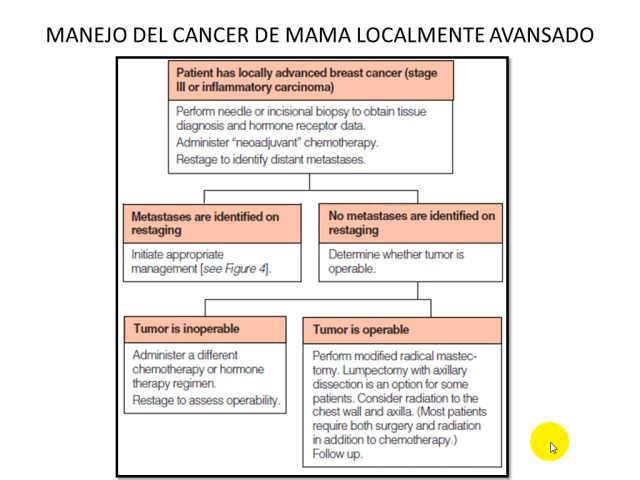 MANEJO DEL CANCER DE MAMA LOCALMENTE AVANSADO
Patient has locally advanced breast cancer (stage
III or inflammatory carcinoma)
Perform needle or incisional biopsy to obtain tissue
diagnosis and hormone receptor data.
Administer “neoadjuvant” chemotherapy.
Restage to identify distant metastases.
Metastases are identified on
restaging
Initiate appropriate
management [see Figure 4].
No metastases are identified on
restaging
Determine whether tumor is
operable.
Tumor is inoperable
Administer a different
chemotherapy or hormone
therapy regimen.
Restage to assess operability.
Tumor is operable
Perform modified radical mastec-
tomy. Lumpectomy with axillary
dissection is an option for some
patients. Consider radiation to the
chest wall and axilla. (Most patients
require both surgery and radiation
in addition to chemotherapy.)
Follow up.